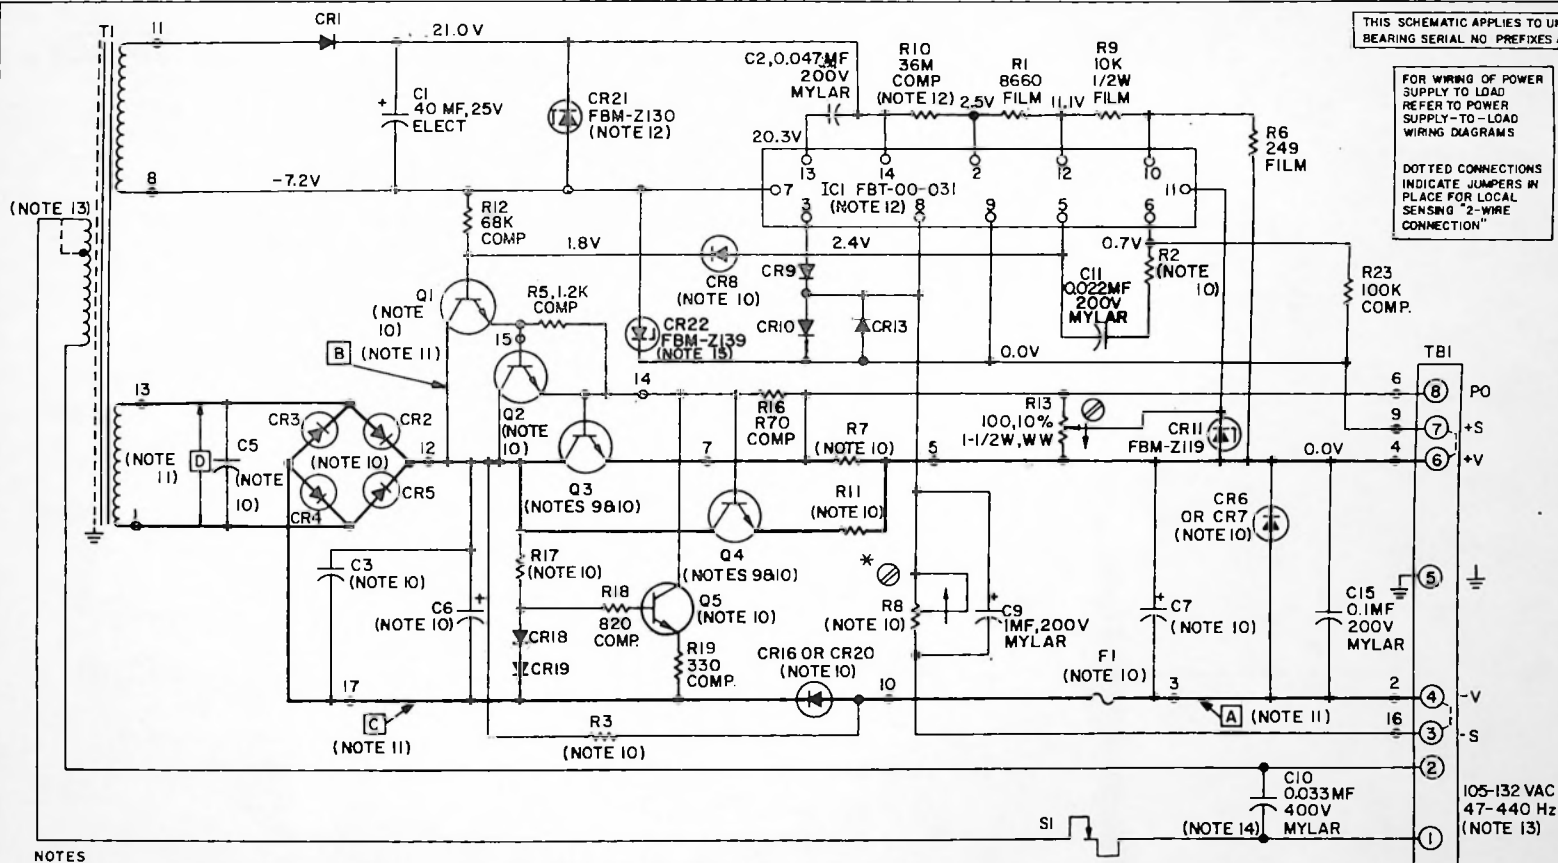 THIS SCHEMATIC APPLIES TO
BEARING SERIAL NO PREFIXES
FOR WIRING OF POWER
SUPPLY TO LOAD
REFER TO POWER
SUPPLY-TO-LOAD
WIRING DIAGRAMS
DOTTED CONNECTIONS
INDICATE JUMPERS IN
PLACE FOR LOCAL
SENSING "2-WIRE
CONNECTION"
T1
11
CR1
21.0V
C1
40 MF, 25V
ELECT
+
CR21
FBM-Z130
(NOTE 12)
C2, 0.047MF
200V
MYLAR
R10
36M
COMP
(NOTE 12)
2.5V
R1
8660
FILM
11.1V
R9
10K
1/2W
FILM
R6
249
FILM
20.3V
13
14
2
12
10
7
IC1 FBT-00-031
(NOTE 12)
11
3
8
9
5
6
8
-7.2V
(NOTE 13)
R12
68K
COMP
1.8V
CR8
(NOTE 10)
2.4V
CR9
CR10
CR13
C11
0.022MF
200V
MYLAR
0.7V
R2
(NOTE
10)
R23
100K
COMP.
Q1
(NOTE
10)
R5, 1.2K
COMP
15
CR22
FBM-Z139
(NOTE 15)
0.0V
B
(NOTE 11)
TB1
13
CR3
CR2
(NOTE 10)
CR4
CR5
12
D
(NOTE
11)
C5
(NOTE
10)
1
Q2
(NOTE
10)
14
R16
R70
COMP
R13
100,10%
1-1/2W, WW
CR11
FBM-Z119
6
8
PO
9
7
+S
0.0V
4
6
+V
7
R7
(NOTE 10)
5
Q3
(NOTES 9&10)
R11
(NOTE 10)
Q4
(NOTES 9&10)
CR6
OR CR7
(NOTE 10)
C3
(NOTE 10)
C6
(NOTE 10)
+
R17
(NOTE 10)
R18
820
COMP.
Q5
(NOTE 10)
CR18
CR19
R19
330
COMP.
CR16 OR CR20
(NOTE 10)
*
R8
(NOTE 10)
+
C9
1MF, 200V
MYLAR
+
C7
(NOTE 10)
C15
0.1MF
200V
MYLAR
5
F1
(NOTE 10)
17
C
(NOTE 11)
R3
(NOTE 10)
10
3
A
(NOTE 11)
2
4
-V
16
3
-S
2
C10
0.033MF
400V
MYLAR
S1
(NOTE 14)
1
105-132 VAC
47-440 Hz
(NOTE 13)
NOTES